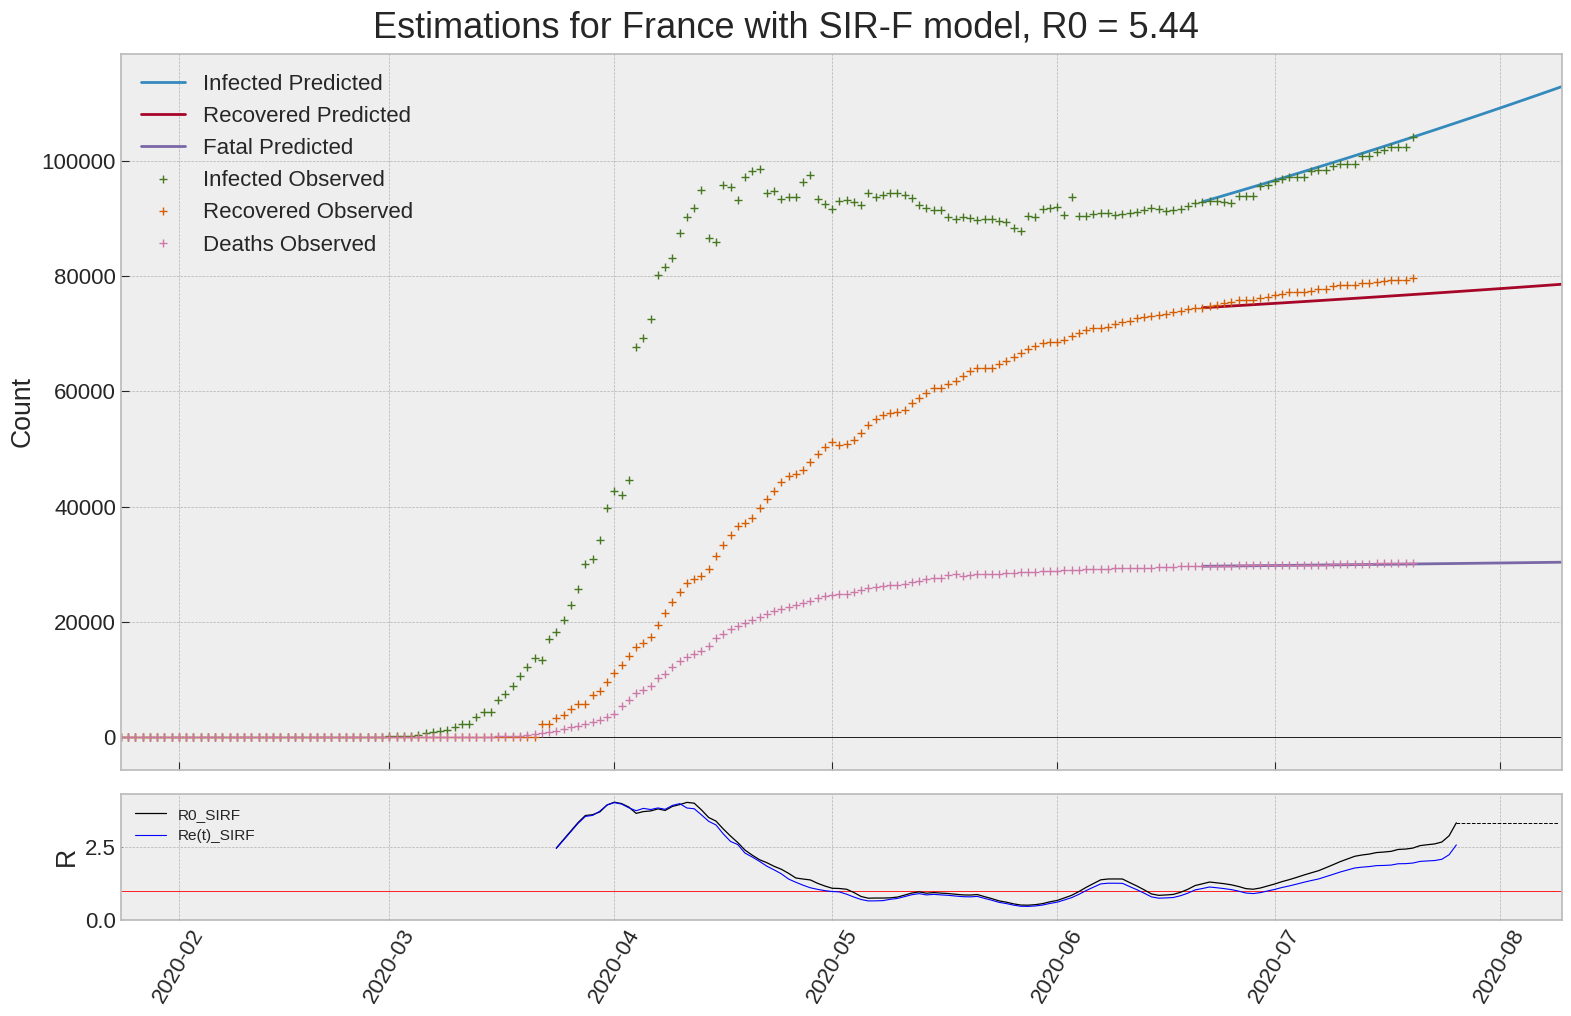 Estimations for France with SIR-F model, R0 = 5.44
Infected Predicted
Recovered Predicted
Fatal Predicted
Infected Observed
Recovered Observed
Deaths Observed
100000
80000
60000
40000
20000
0
Count
R0_SIRF
Re(t)_SIRF
2.5
0.0
R
2020-02
2020-03
2020-04
2020-05
2020-06
2020-07
2020-08